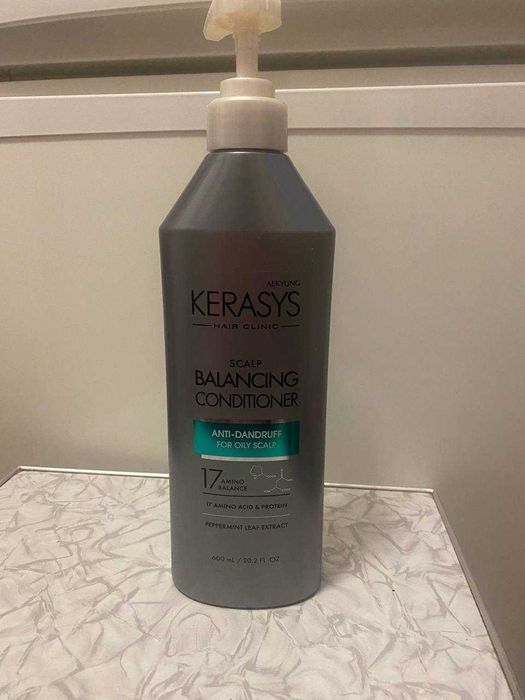 AEKYUNG
KERASYS
HAIR CLINIC
SCALP
BALANCING
CONDITIONER
ANTI-DANDRUFF
FOR OILY SCALP
17 AMINO
BALANCE
17 AMINO ACID & PROTEIN
PEPPERMINT LEAF EXTRACT
600 mL / 20.2 FL. OZ